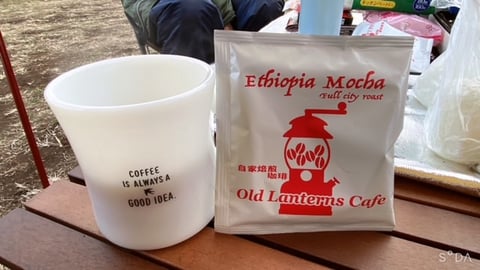 COFFEE
IS ALWAYS A
GOOD IDEA.
Ethiopia Mocha
Full city roast
自家焙煎
珈琲
Old Lanterns Cafe
S°DA